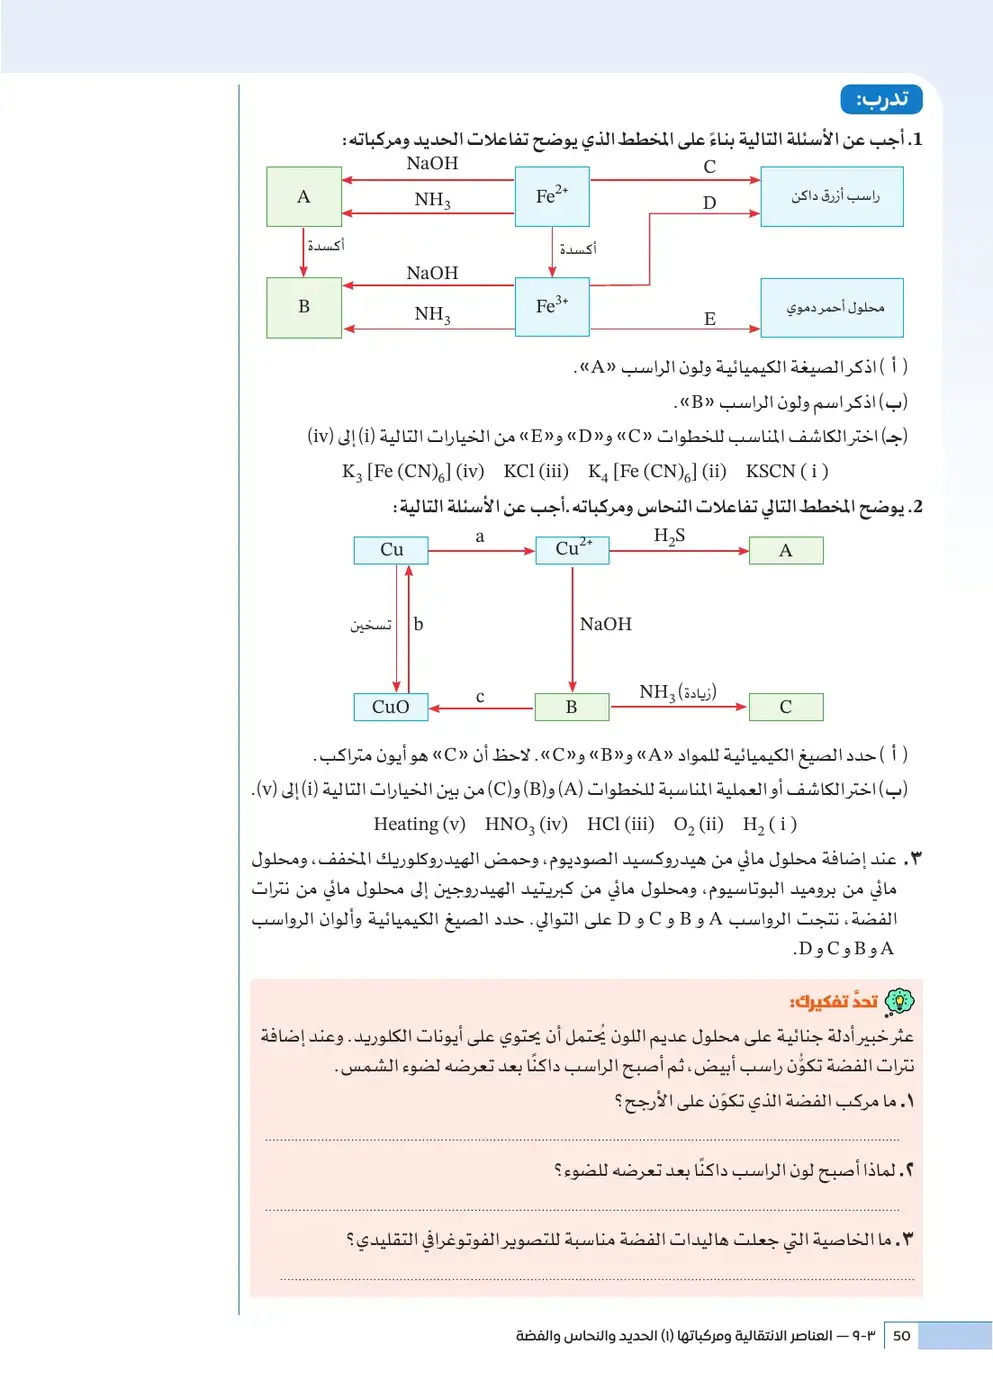 تدرب:
1. أجب عن الأسئلة التالية بناءً على المخطط الذي يوضح تفاعلات الحديد ومركباته:
NaOH
C
A
NH₃
Fe²⁺
D
راسب أزرق داكن
أكسدة
أكسدة
NaOH
B
NH₃
Fe³⁺
E
محلول أحمر دموي
( أ ) اذكر الصيغة الكيميائية ولون الراسب «A».
(ب) اذكر اسم ولون الراسب «B».
(جـ) اختر الكاشف المناسب للخطوات «C» و«D» و«E» من الخيارات التالية (i) إلى (iv)
K₃ [Fe (CN)₆] (iv) KCl (iii) K₄ [Fe (CN)₆] (ii) KSCN ( i )
2. يوضح المخطط التالي تفاعلات النحاس ومركباته. أجب عن الأسئلة التالية:
Cu
a
Cu²⁺
H₂S
A
تسخين
b
NaOH
CuO
c
B
NH₃ (زيادة)
C
( أ ) حدد الصيغ الكيميائية للمواد «A» و«B» و«C». لاحظ أن «C» هو أيون متراكب.
(ب) اختر الكاشف أو العملية المناسبة للخطوات (A) و(B) و(C) من بين الخيارات التالية (i) إلى (v).
Heating (v) HNO₃ (iv) HCl (iii) O₂ (ii) H₂ ( i )
٣. عند إضافة محلول مائي من هيدروكسيد الصوديوم، وحمض الهيدروكلوريك المخفف، ومحلول
مائي من بروميد البوتاسيوم، ومحلول مائي من كبريتيد الهيدروجين إلى محلول مائي من نترات
الفضة، نتجت الرواسب A و B و C و D على التوالي. حدد الصيغ الكيميائية وألوان الرواسب
A و B و C و D.
تحدَّ تفكيرك:
عثر خبير أدلة جنائية على محلول عديم اللون يُحتمل أن يحتوي على أيونات الكلوريد. وعند إضافة
نترات الفضة تكوُّن راسب أبيض، ثم أصبح الراسب داكنًا بعد تعرضه لضوء الشمس.
١. ما مركب الفضة الذي تكوّن على الأرجح؟
٢. لماذا أصبح لون الراسب داكنًا بعد تعرضه للضوء؟
٣. ما الخاصية التي جعلت هاليدات الفضة مناسبة للتصوير الفوتوغرافي التقليدي؟
50 ٣-٩ — العناصر الانتقالية ومركباتها (١) الحديد والنحاس والفضة